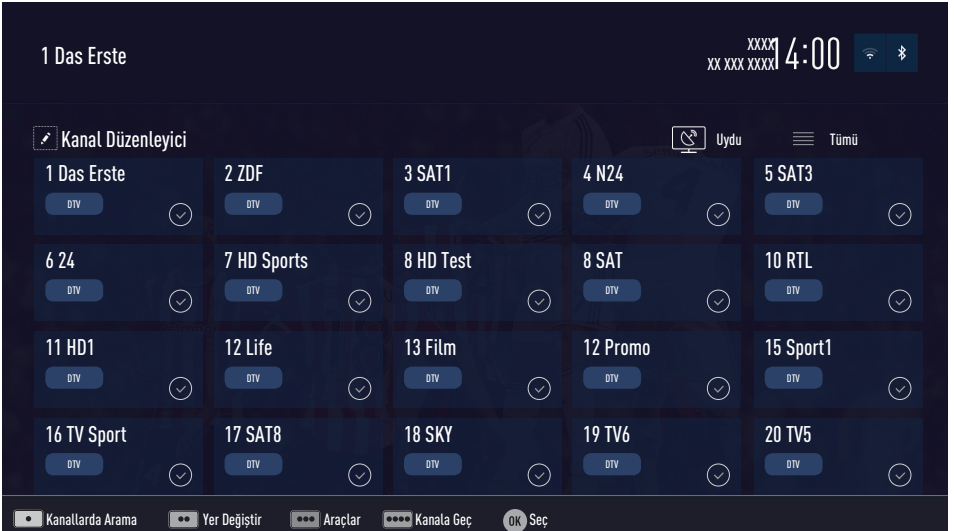 1 Das Erste
XXXX
XX XXX XXXX 14:00
Kanal Düzenleyici Uydu Tümü
1 Das Erste 2 ZDF 3 SAT1 4 N24 5 SAT3
DTV DTV DTV DTV DTV
6 24 7 HD Sports 8 HD Test 8 SAT 10 RTL
DTV DTV DTV DTV DTV
11 HD1 12 Life 13 Film 12 Promo 15 Sport1
DTV DTV DTV DTV DTV
16 TV Sport 17 SAT8 18 SKY 19 TV6 20 TV5
DTV DTV DTV DTV DTV
Kanallarda Arama Yer Değiştir Araçlar Kanala Geç OK Seç